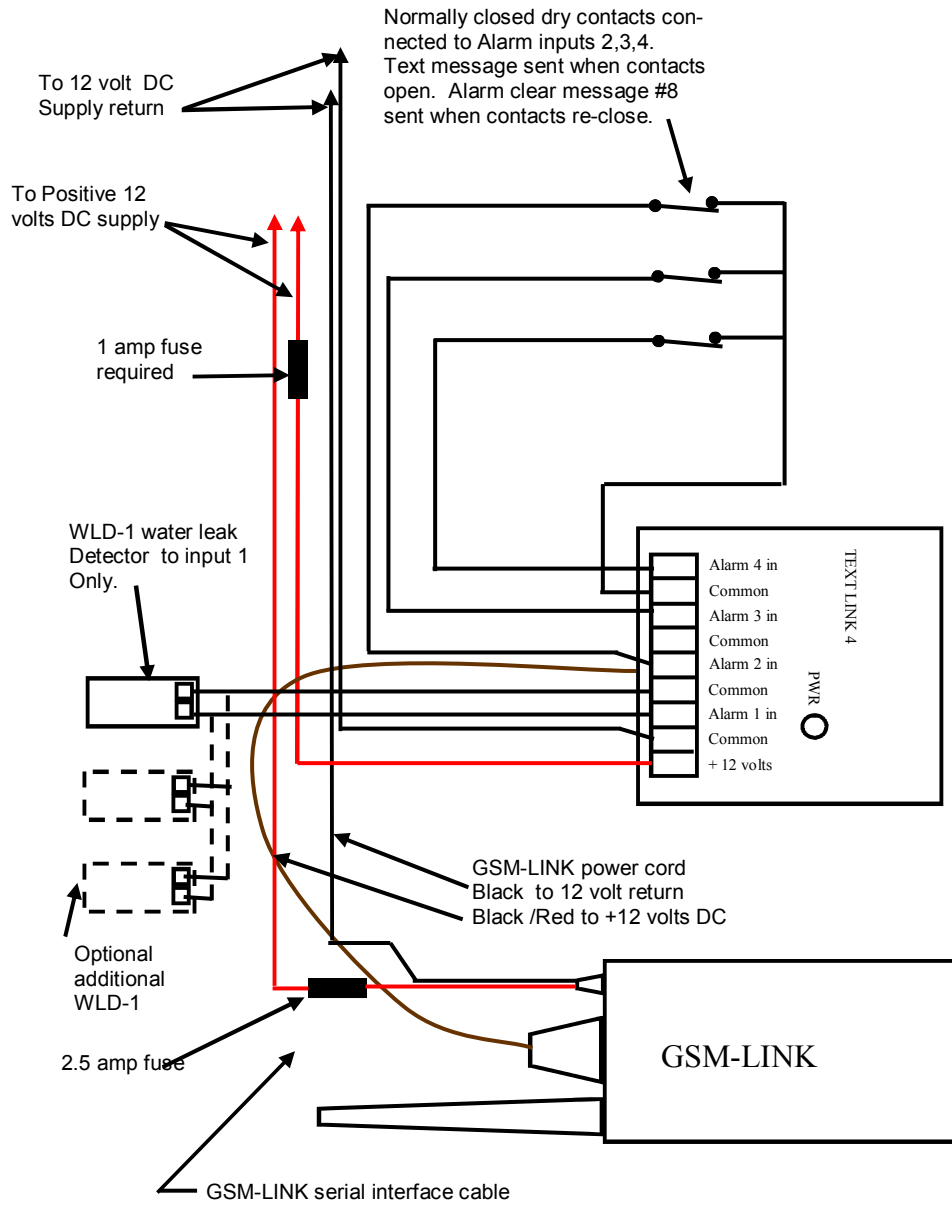 Normally closed dry contacts con-
nected to Alarm inputs 2,3,4.
Text message sent when contacts
open. Alarm clear message #8
sent when contacts re-close.
To 12 volt DC
Supply return
To Positive 12
volts DC supply
1 amp fuse
required
WLD-1 water leak
Detector to input 1
Only.
Alarm 4 in
Common
Alarm 3 in
Common
Alarm 2 in
Common
Alarm 1 in
Common
+ 12 volts
TEXT LINK 4
PWR
GSM-LINK power cord
Black to 12 volt return
Black /Red to +12 volts DC
Optional
additional
WLD-1
2.5 amp fuse
GSM-LINK
GSM-LINK serial interface cable